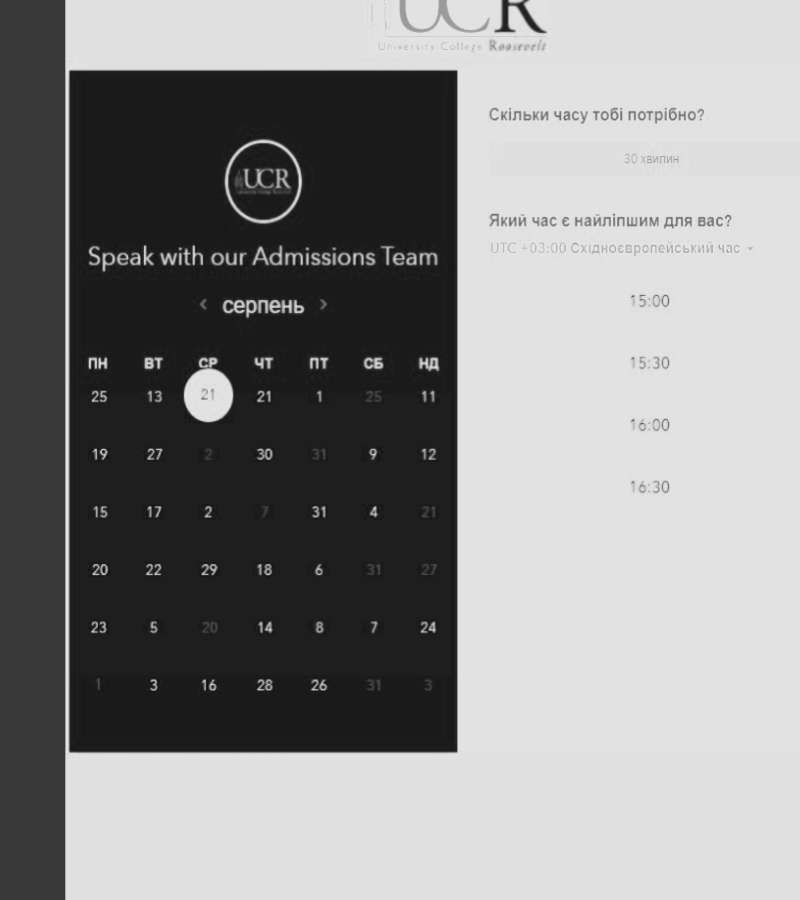 UCR
University College Roosevelt
UCR
Speak with our Admissions Team
< серпень >
ПН ВТ СР ЧТ ПТ СБ НД
25 13 21 21 1 25 11
19 27 2 30 31 9 12
15 17 2 7 31 4 21
20 22 29 18 6 31 27
23 5 20 14 8 7 24
1 3 16 28 26 31 3
Скільки часу тобі потрібно?
30 хвилин
Який час є найліпшим для вас?
UTC +03:00 Східноєвропейський час
15:00
15:30
16:00
16:30